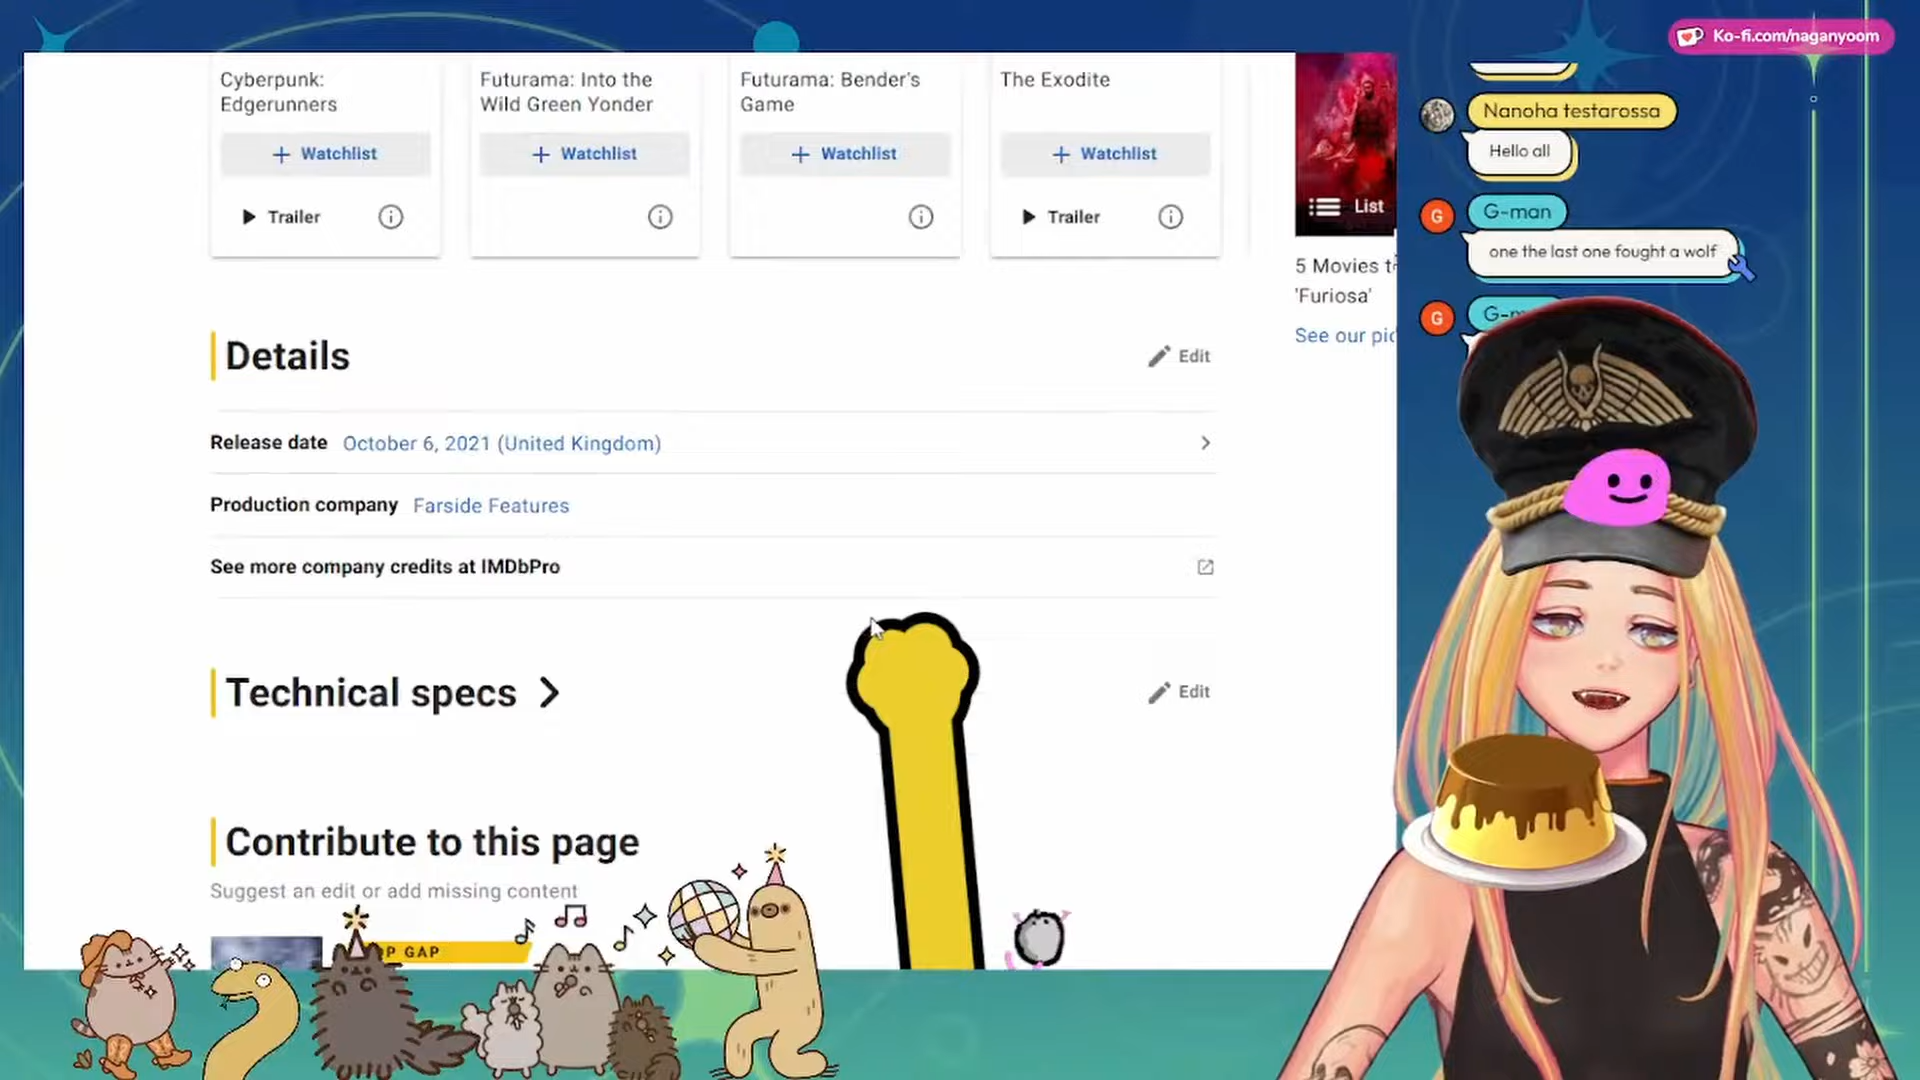 Ko-fi.com/naganyoom
Cyberpunk:
Edgerunners
Futurama: Into the
Wild Green Yonder
Futurama: Bender's
Game
The Exodite
+ Watchlist
+ Watchlist
+ Watchlist
+ Watchlist
Trailer
Trailer
List
5 Movies t
'Furiosa'
See our pic
Nanoha testarossa
Hello all
G
G-man
one the last one fought a wolf
G
G-m
Details
Edit
Release date October 6, 2021 (United Kingdom)
Production company Farside Features
See more company credits at IMDbPro
Technical specs
Edit
Contribute to this page
Suggest an edit or add missing content
P GAP